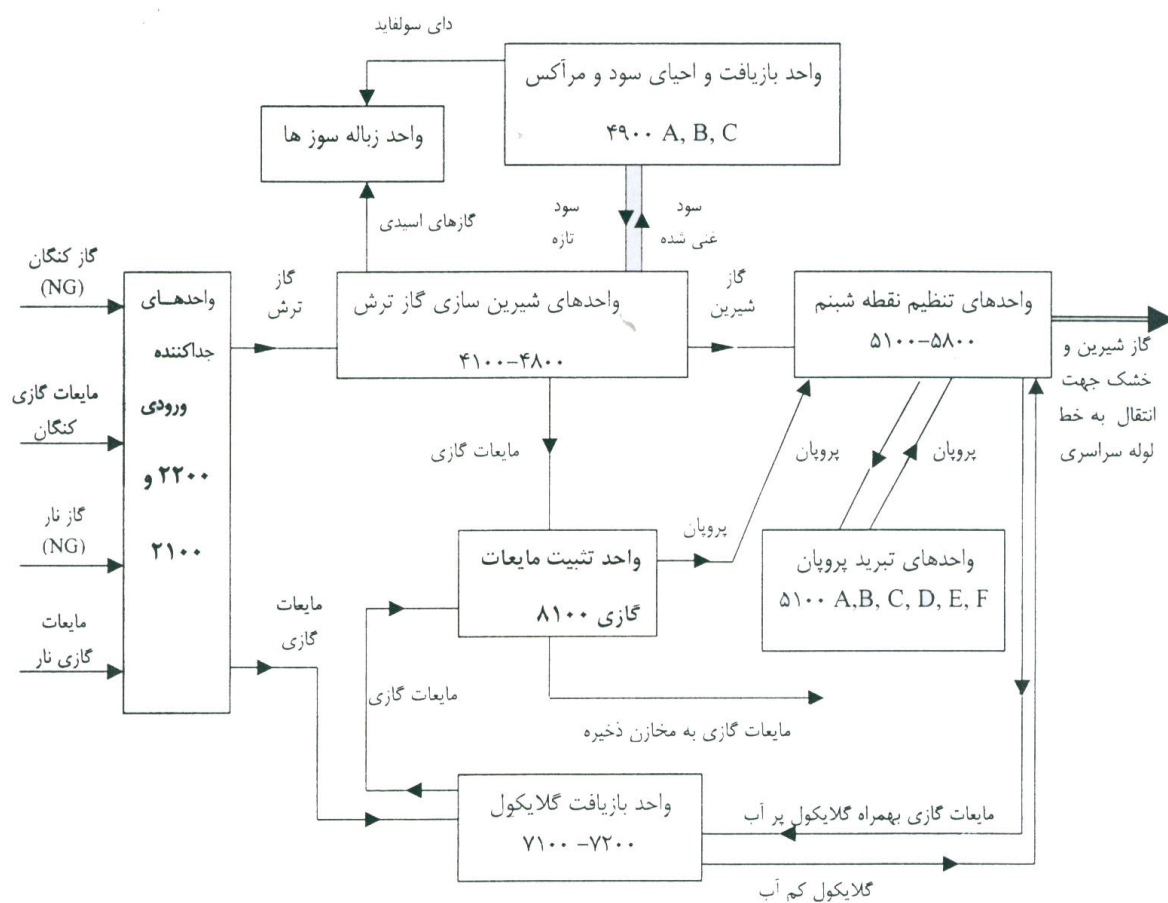 دای سولفاید
واحد بازیافت و احیای سود و مرآکس
۴۹۰۰ A, B, C
واحد زباله سوز ها
گازهای اسیدی
سود
تازه
سود
غنی شده
گاز کنگان
(NG)
مایعات گازی
کنگان
گاز نار
(NG)
مایعات
گازی نار
واحدهــای
جداکننده
ورودی
۲۲۰۰ و
۲۱۰۰
گاز
ترش
واحدهای شیرین سازی گاز ترش
۴۱۰۰-۴۸۰۰
گاز
شیرین
واحدهای تنظیم نقطه شبنم
۵۱۰۰-۵۸۰۰
گاز شیرین و
خشک جهت
انتقال به خط
لوله سراسری
مایعات گازی
پروپان
پروپان
پروپان
واحد تثبیت مایعات
گازی ۸۱۰۰
واحدهای تبرید پروپان
۵۱۰۰ A,B, C, D, E, F
مایعات
گازی
مایعات گازی
مایعات گازی به مخازن ذخیره
واحد بازیافت گلایکول
۷۱۰۰ -۷۲۰۰
مایعات گازی بهمراه گلایکول پر آب
گلایکول کم آب